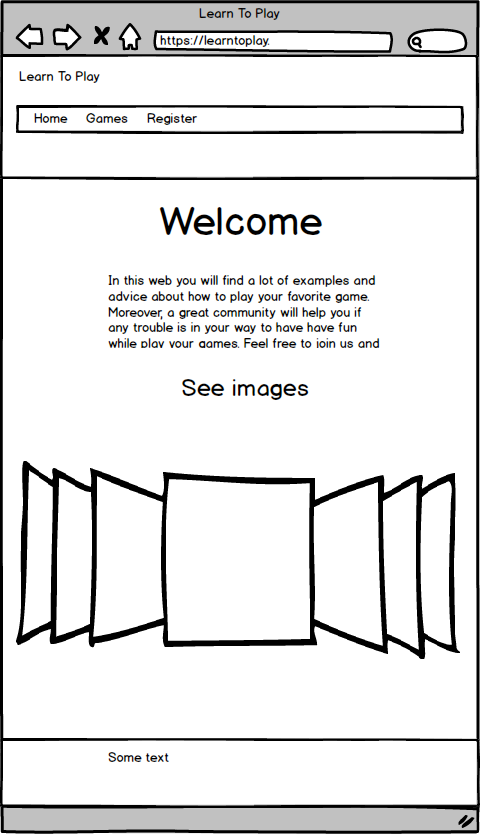 Learn To Play
https://learntoplay.
Learn To Play
Home Games Register
Welcome
In this web you will find a lot of examples and
advice about how to play your favorite game.
Moreover, a great community will help you if
any trouble is in your way to have have fun
while play your games. Feel free to join us and
See images
Some text